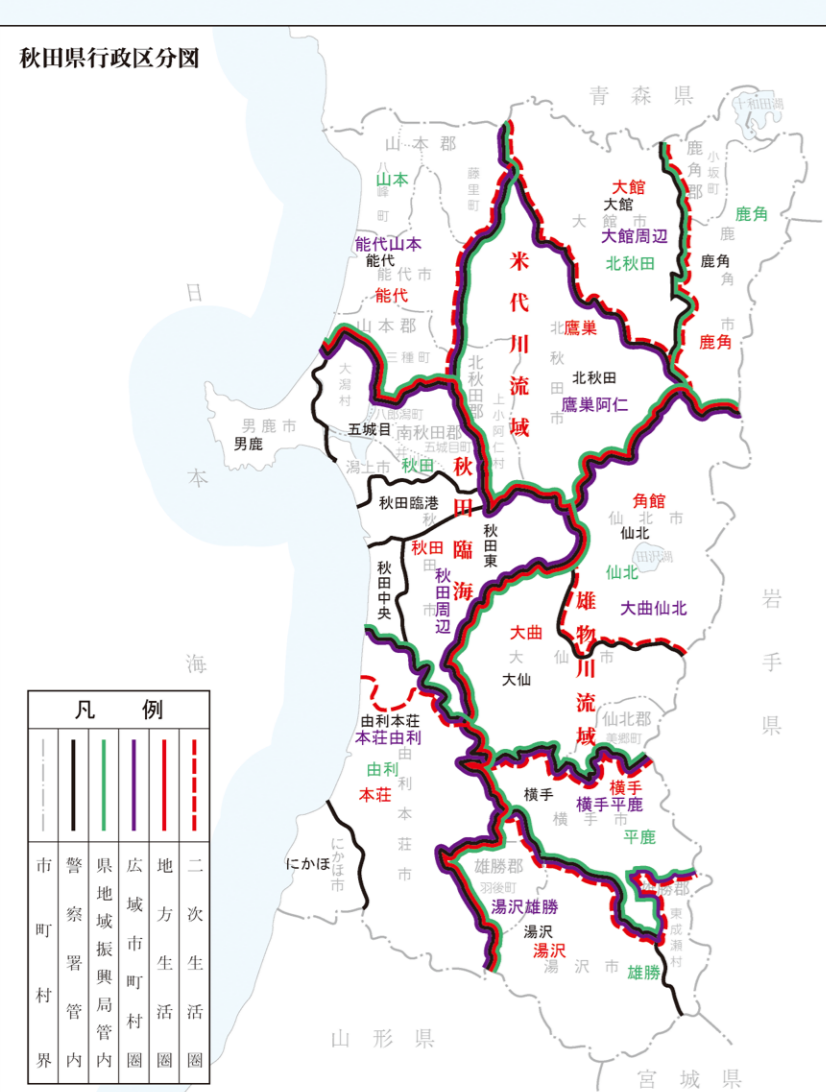 秋田県行政区分図
青森県
十和田湖
山本郡
八峰町
山本
藤里町
鹿角郡
小坂町
大館
大館
大館市
大館周辺
北秋田
鹿角
鹿角
鹿角市
鹿角
能代山本
能代
能代市
能代
米代川流域
日本海
山本郡
三種町
鷹巣
北秋田市
北秋田
鷹巣阿仁
北秋田郡
上小阿仁村
大潟村
八郎潟町
男鹿市
男鹿
五城目
南秋田郡
五城目町
潟上市
秋田
秋田臨海
秋田臨港
秋田市
秋田
秋田東
秋田中央
秋田周辺
角館
仙北市
仙北
田沢湖
仙北
大曲仙北
雄物川流域
大曲
大仙市
大仙
仙北郡
美郷町
岩手県
由利本荘
本荘由利
由利
本荘
由利本荘市
横手
横手
横手平鹿
横手市
平鹿
にかほ
にかほ市
雄勝郡
羽後町
湯沢雄勝
湯沢
湯沢
湯沢市
雄勝
雄勝郡
東成瀬村
山形県
宮城県
凡例
市町村界
警察署管内
県地域振興局管内
広域市町村圏
地方生活圏
二次生活圏